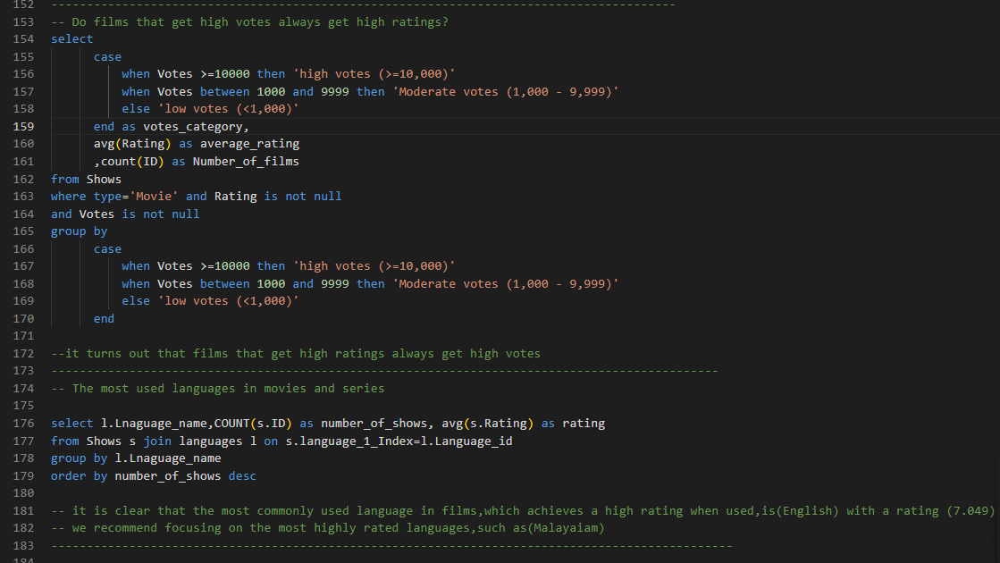 152 ----------------------------------------------------------------------------------------
153 -- Do films that get high votes always get high ratings?
154 select
155 case
156 when Votes >=10000 then 'high votes (>=10,000)'
157 when Votes between 1000 and 9999 then 'Moderate votes (1,000 - 9,999)'
158 else 'low votes (<1,000)'
159 end as votes_category,
160 avg(Rating) as average_rating
161 ,count(ID) as Number_of_films
162 from Shows
163 where type='Movie' and Rating is not null
164 and Votes is not null
165 group by
166 case
167 when Votes >=10000 then 'high votes (>=10,000)'
168 when Votes between 1000 and 9999 then 'Moderate votes (1,000 - 9,999)'
169 else 'low votes (<1,000)'
170 end
171
172 --it turns out that films that get high ratings always get high votes
173 ----------------------------------------------------------------------------------------------
174 -- The most used languages in movies and series
175
176 select l.Lnaguage_name,COUNT(s.ID) as number_of_shows, avg(s.Rating) as rating
177 from Shows s join languages l on s.language_1_Index=l.Language_id
178 group by l.Lnaguage_name
179 order by number_of_shows desc
180
181 -- it is clear that the most commonly used language in films,which achieves a high rating when used,is(English) with a rating (7.049)
182 -- we recommend focusing on the most highly rated languages,such as(Malayaiam)
183 ------------------------------------------------------------------------------------------------
184